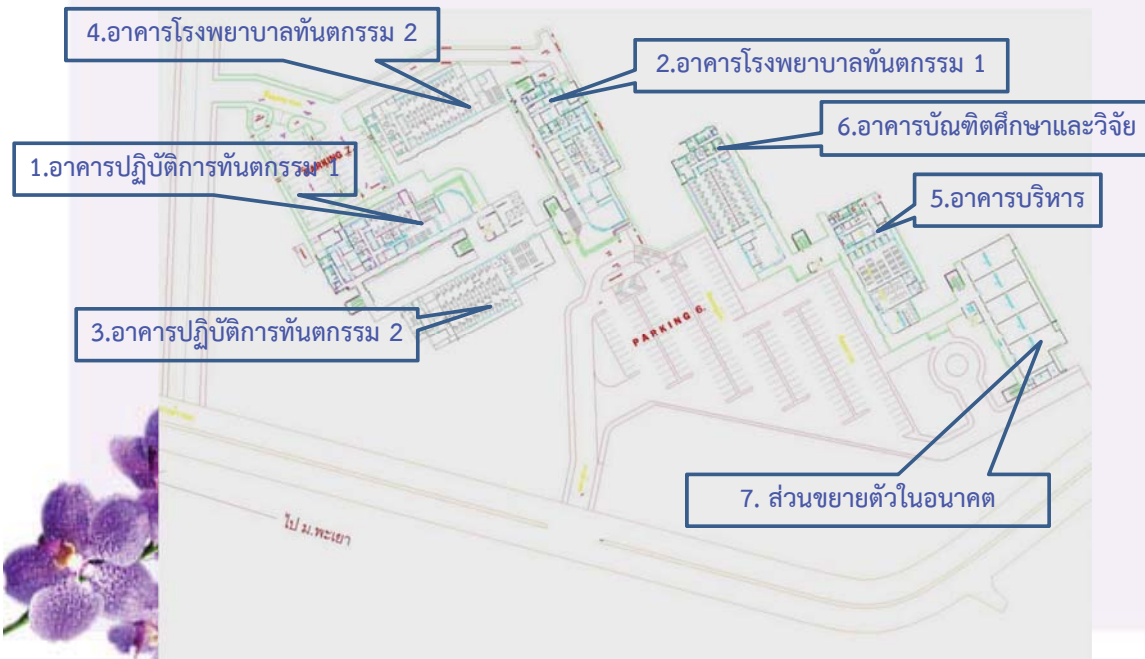 4.อาคารโรงพยาบาลทันตกรรม 2
2.อาคารโรงพยาบาลทันตกรรม 1
6.อาคารบัณฑิตศึกษาและวิจัย
1.อาคารปฏิบัติการทันตกรรม 1
5.อาคารบริหาร
3.อาคารปฏิบัติการทันตกรรม 2
PARKING 6.
7. ส่วนขยายตัวในอนาคต
ไป ม.พะเยา